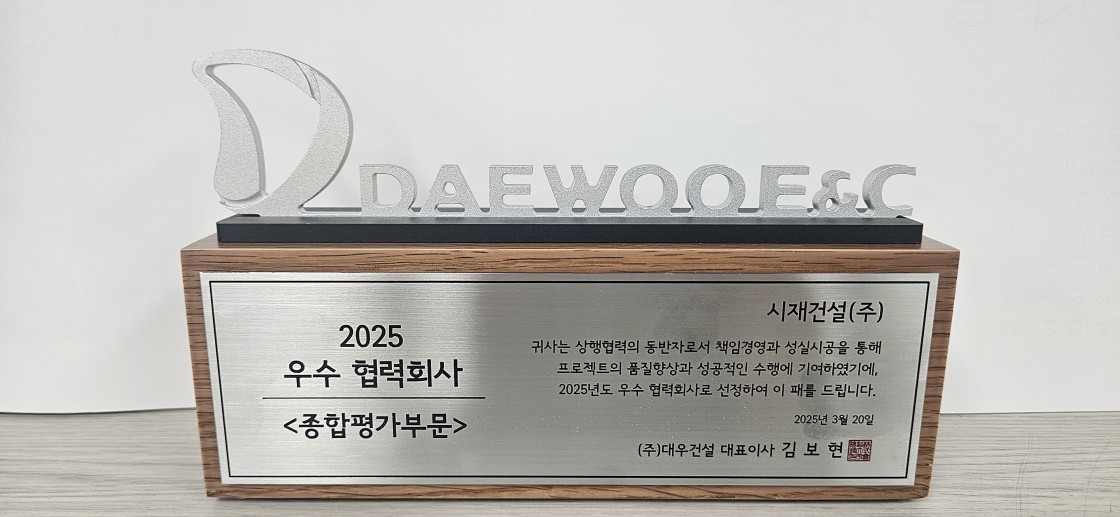 DAEWOO E&C
2025
우수 협력회사
<종합평가부문>
시재건설(주)
귀사는 상행협력의 동반자로서 책임경영과 성실시공을 통해
프로젝트의 품질향상과 성공적인 수행에 기여하였기에,
2025년도 우수 협력회사로 선정하여 이 패를 드립니다.
2025년 3월 20일
(주)대우건설 대표이사 김 보 현